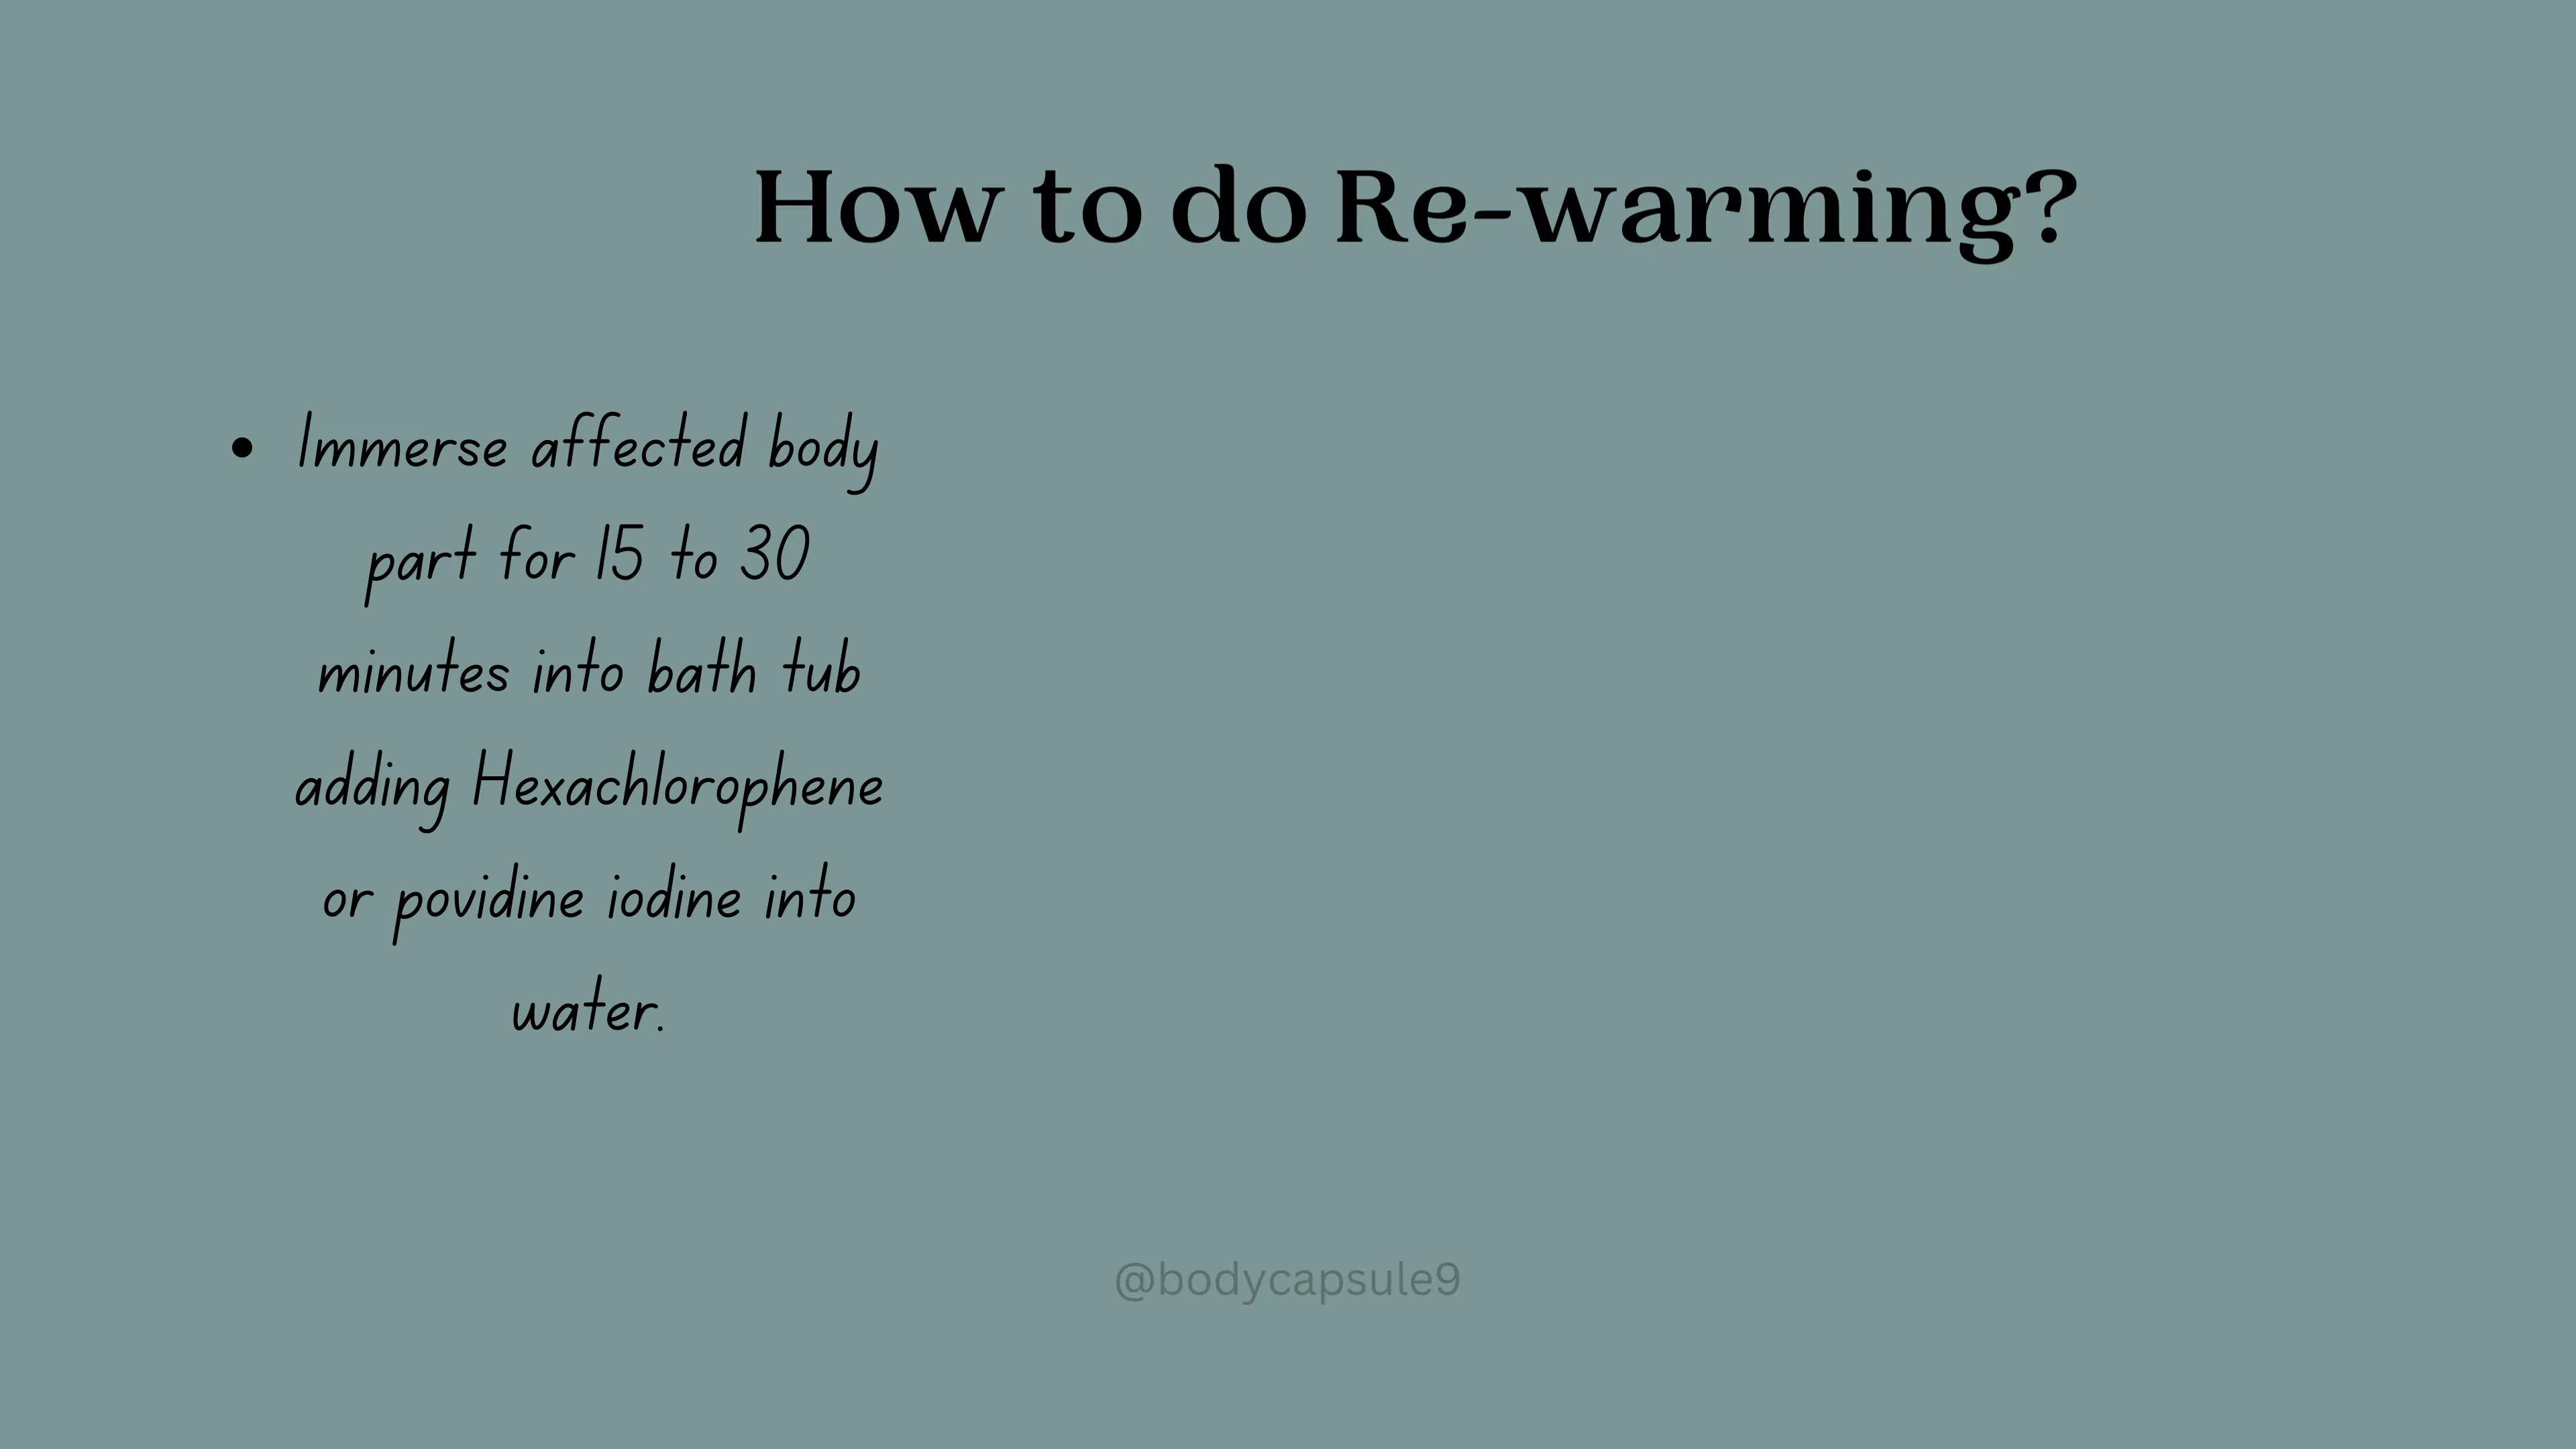 How to do Re-warming?
• Immerse affected body
part for 15 to 30
minutes into bath tub
adding Hexachlorophene
or povidine iodine into
water.
@bodycapsule9